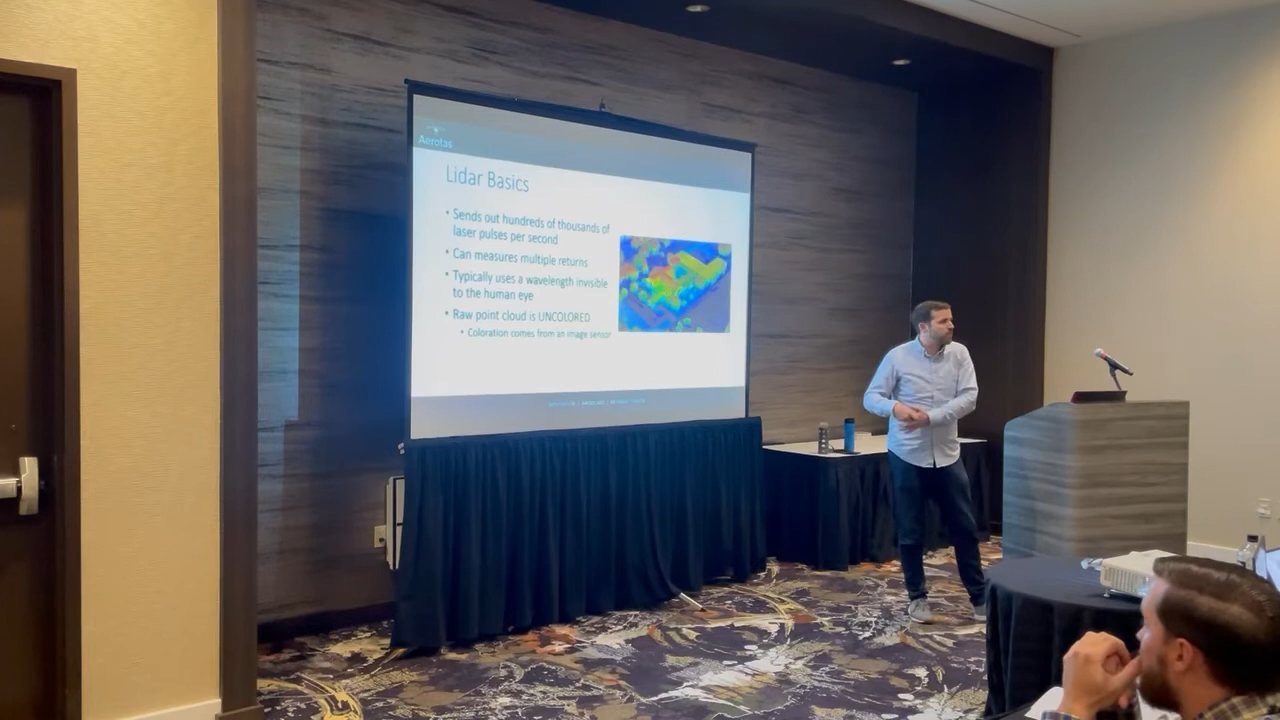 Aerotas
Lidar Basics
• Sends out hundreds of thousands of
laser pulses per second
• Can measures multiple returns
• Typically uses a wavelength invisible
to the human eye
• Raw point cloud is UNCOLORED
• Coloration comes from an image sensor